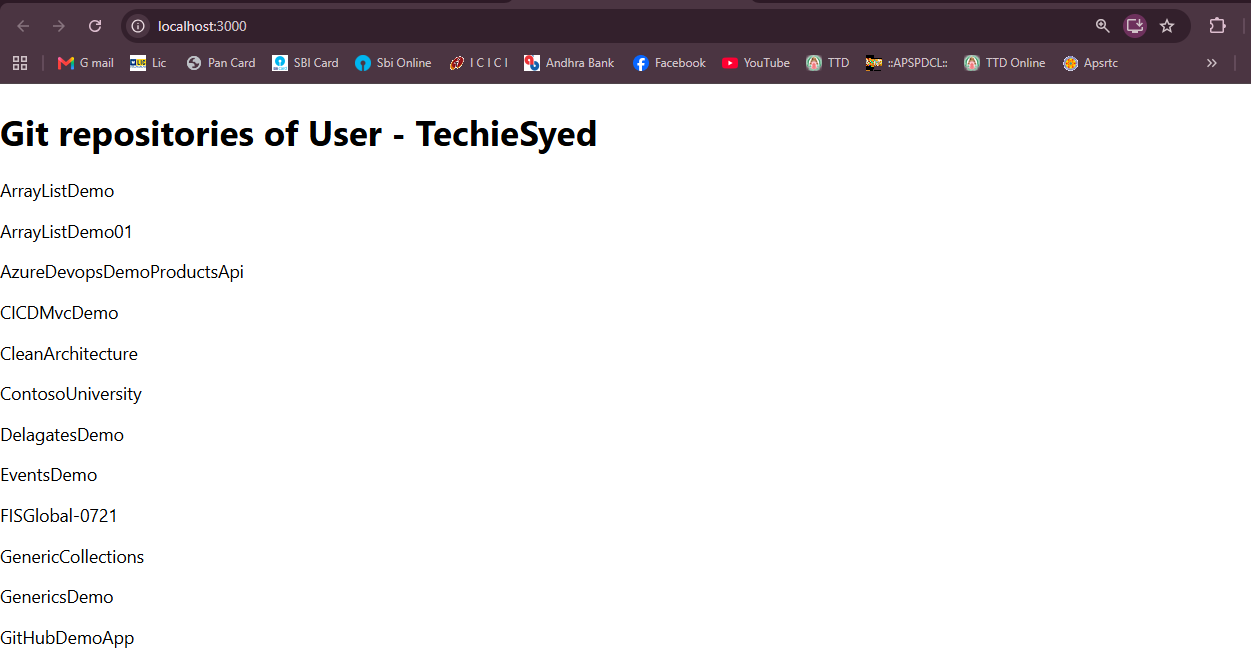 localhost:3000
G mail Lic Pan Card SBI Card Sbi Online I C I C I Andhra Bank Facebook YouTube TTD ::APSPDCL:: TTD Online Apsrtc »
Git repositories of User - TechieSyed
ArrayListDemo
ArrayListDemo01
AzureDevopsDemoProductsApi
CICDMvcDemo
CleanArchitecture
ContosoUniversity
DelagatesDemo
EventsDemo
FISGlobal-0721
GenericCollections
GenericsDemo
GitHubDemoApp